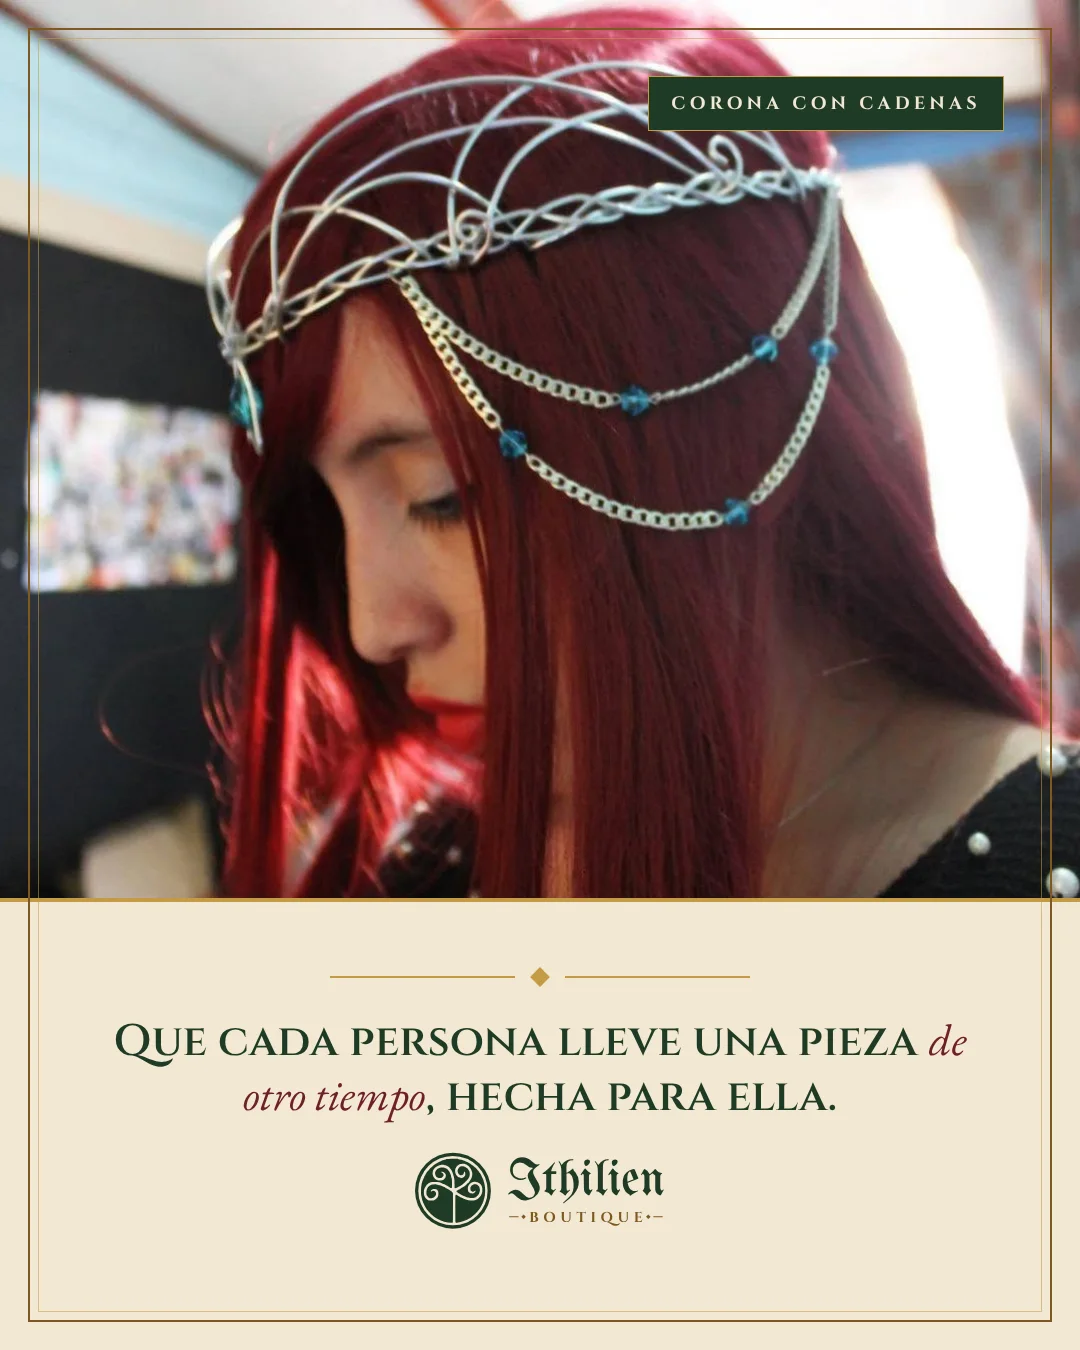 CORONA CON CADENAS
QUE CADA PERSONA LLEVE UNA PIEZA de
otro tiempo, HECHA PARA ELLA.
Ithilien
BOUTIQUE